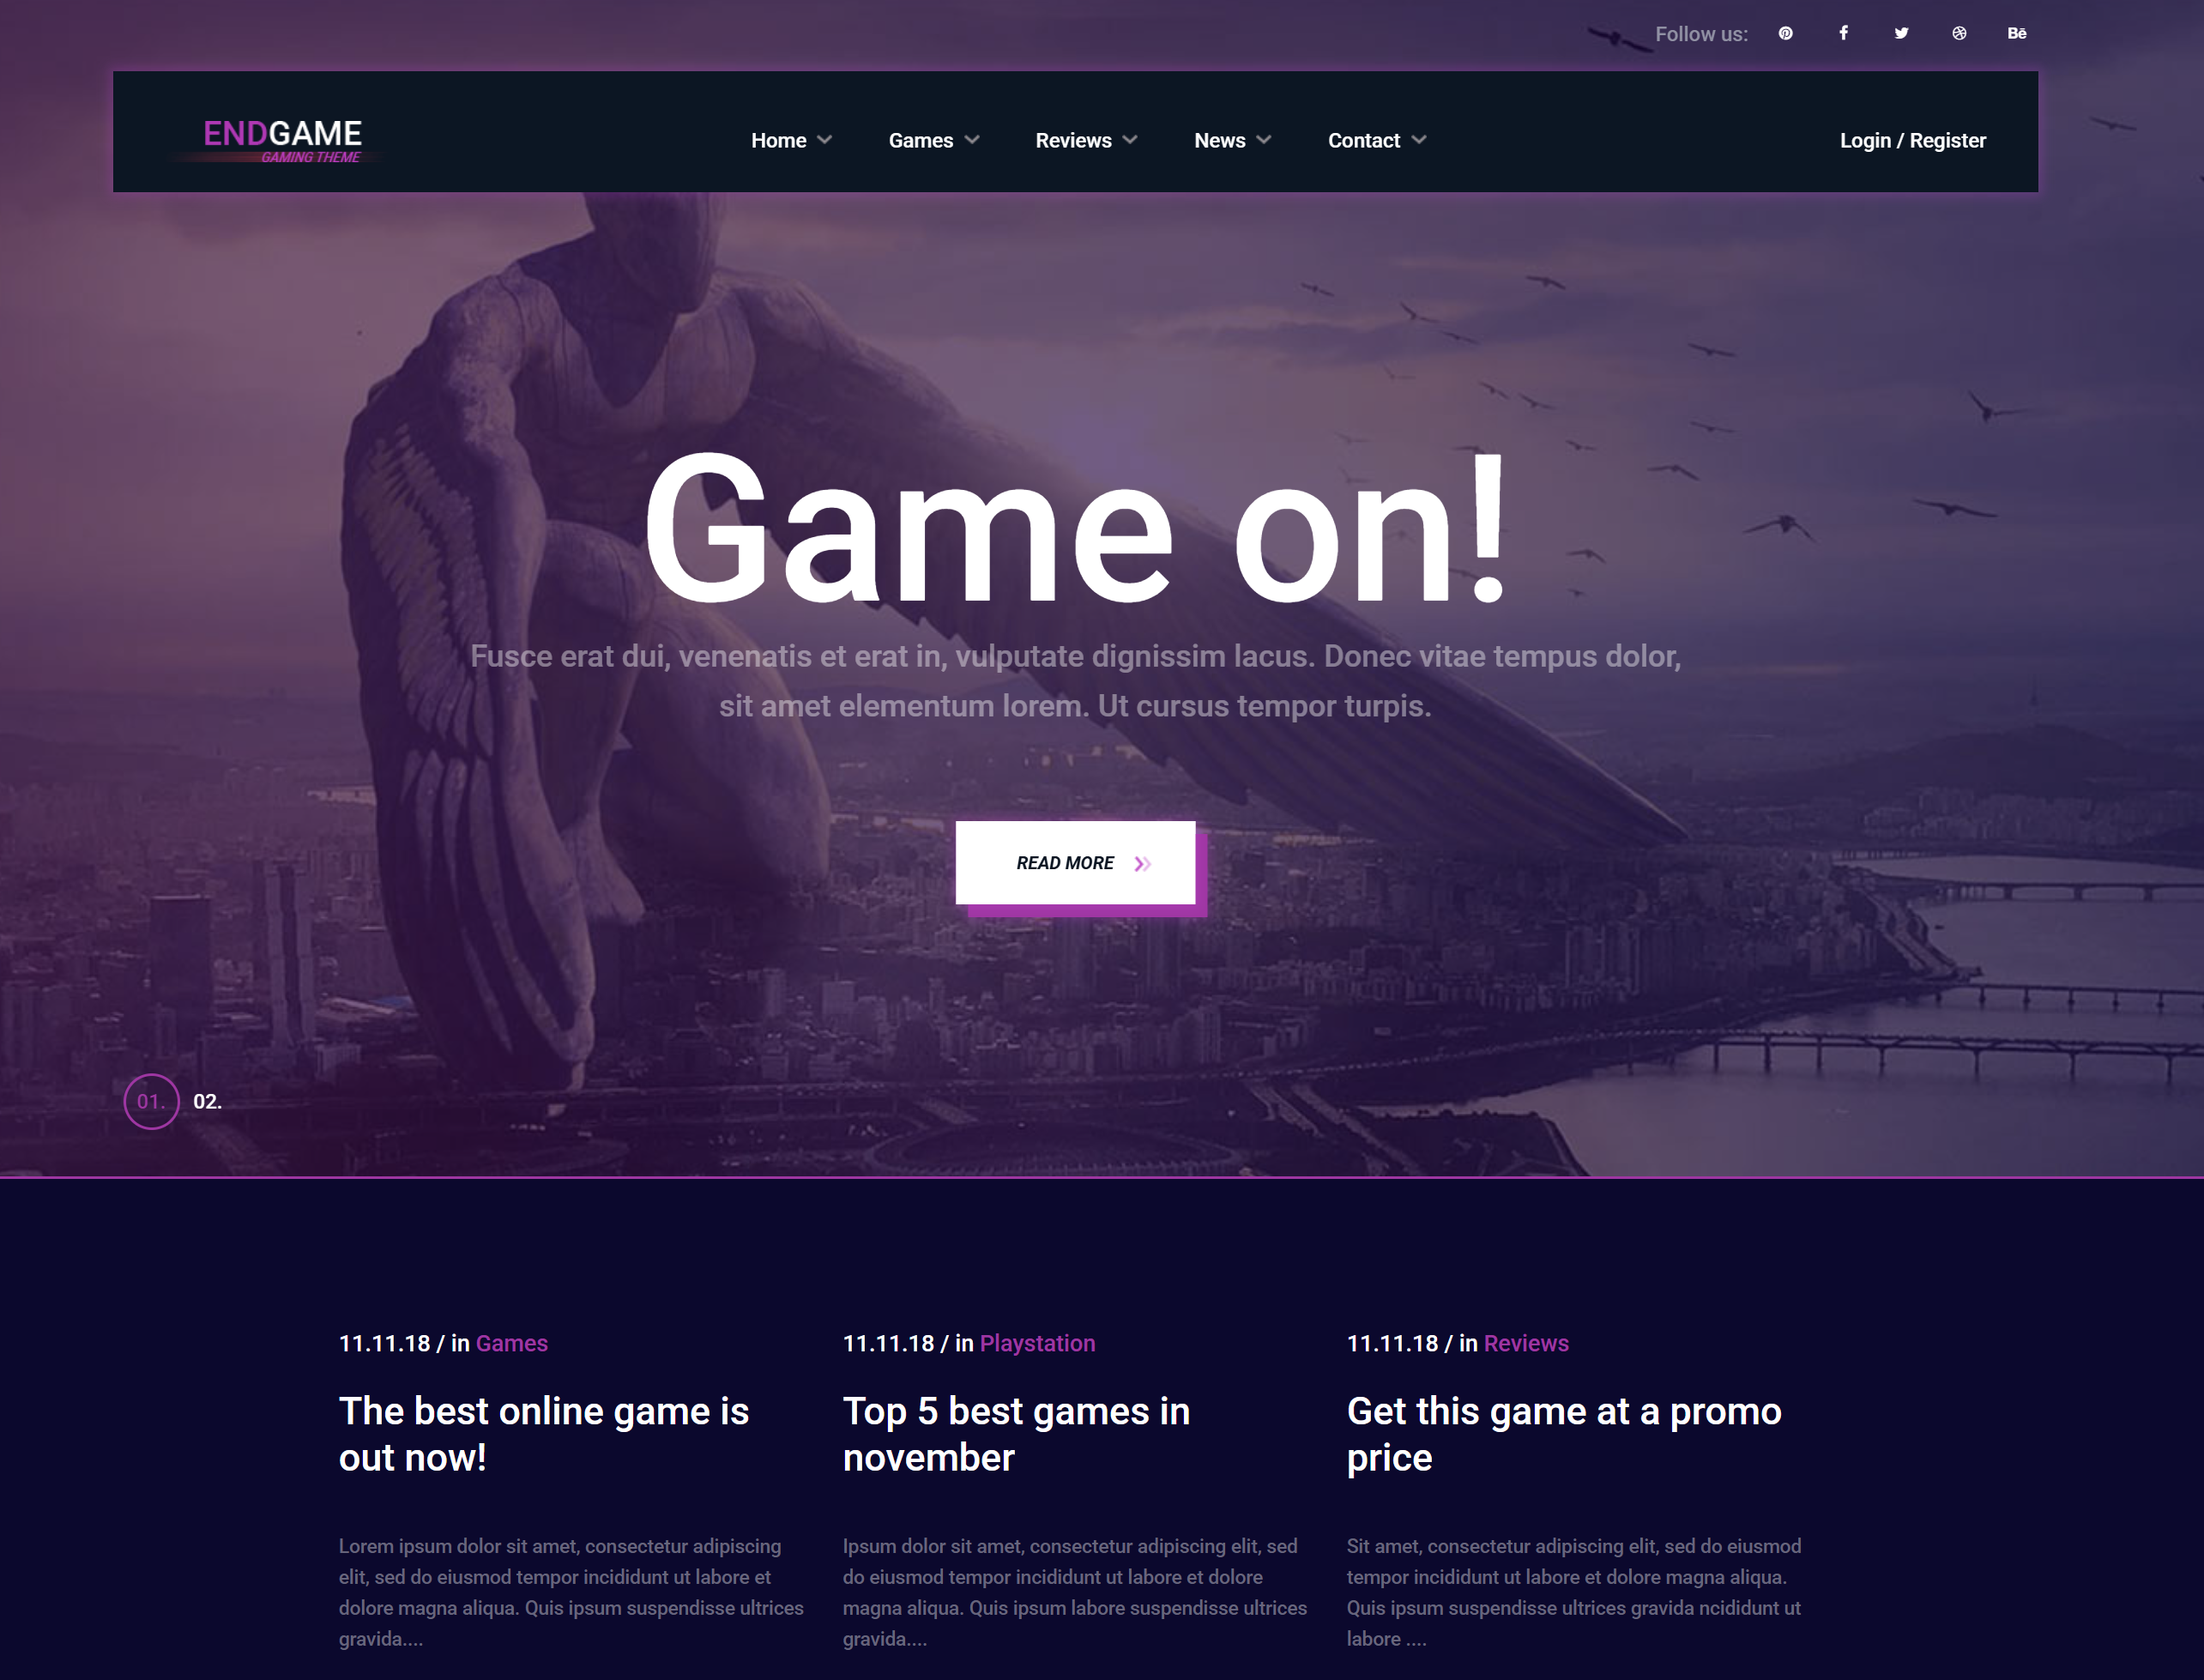 Follow us:
Bē
ENDGAME
GAMING THEME
Home
Games
Reviews
News
Contact
Login / Register
Game on!
Fusce erat dui, venenatis et erat in, vulputate dignissim lacus. Donec vitae tempus dolor,
sit amet elementum lorem. Ut cursus tempor turpis.
READ MORE
01.
02.
11.11.18 / in Games
The best online game is
out now!
Lorem ipsum dolor sit amet, consectetur adipiscing
elit, sed do eiusmod tempor incididunt ut labore et
dolore magna aliqua. Quis ipsum suspendisse ultrices
gravida....
11.11.18 / in Playstation
Top 5 best games in
november
Ipsum dolor sit amet, consectetur adipiscing elit, sed
do eiusmod tempor incididunt ut labore et dolore
magna aliqua. Quis ipsum labore suspendisse ultrices
gravida....
11.11.18 / in Reviews
Get this game at a promo
price
Sit amet, consectetur adipiscing elit, sed do eiusmod
tempor incididunt ut labore et dolore magna aliqua.
Quis ipsum suspendisse ultrices gravida ncididunt ut
labore ....